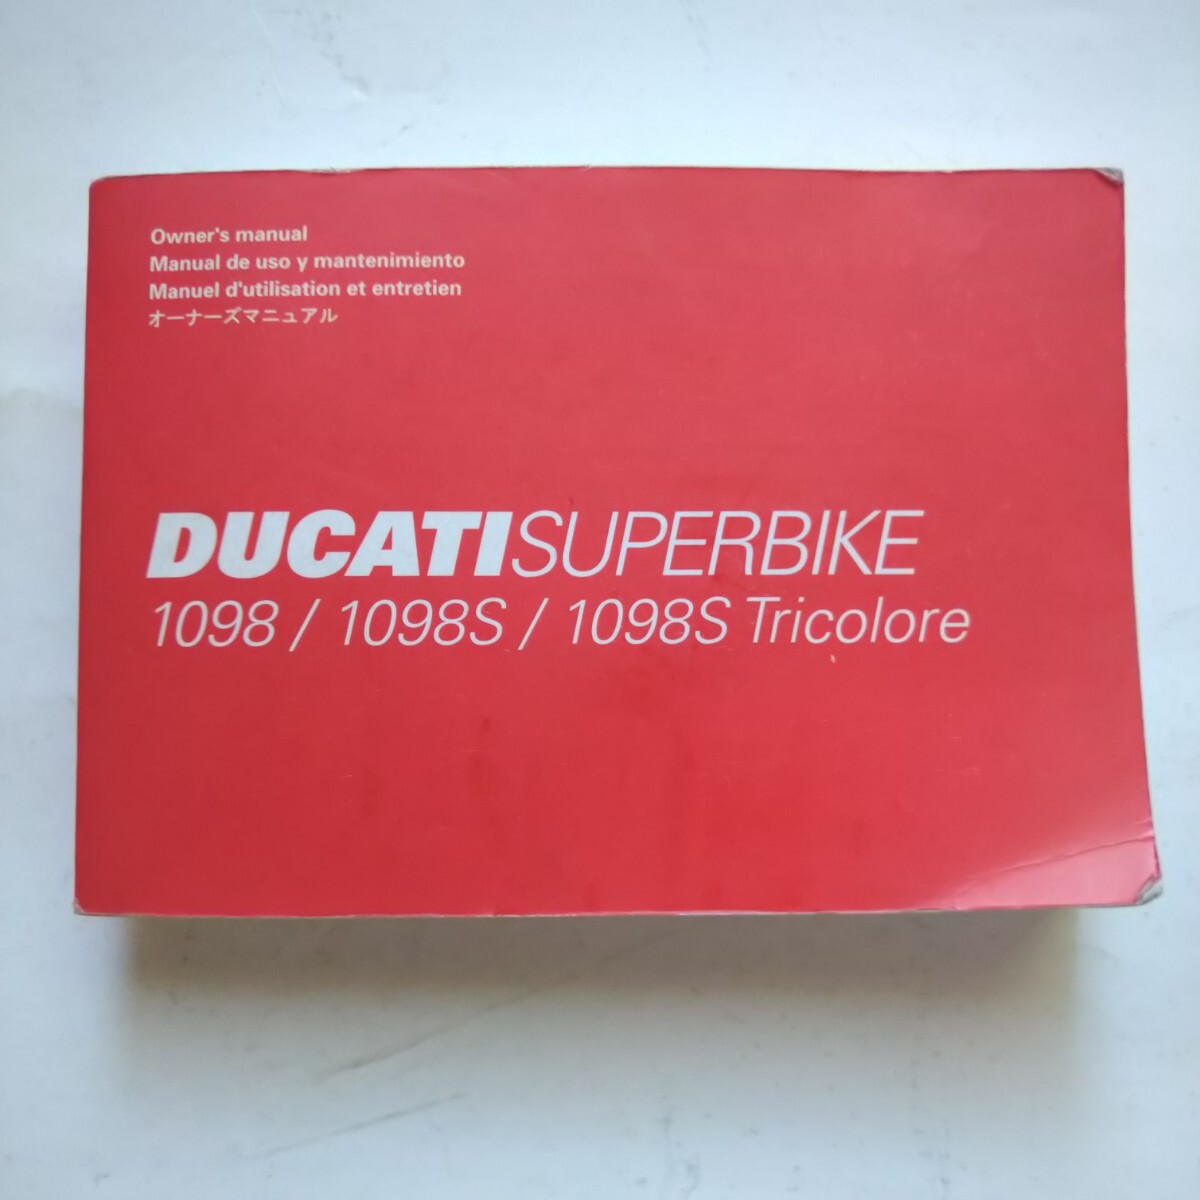 Owner's manual
Manual de uso y mantenimiento
Manuel d'utilisation et entretien
オーナーズマニュアル
DUCATISUPERBIKE
1098 / 1098S / 1098S Tricolore